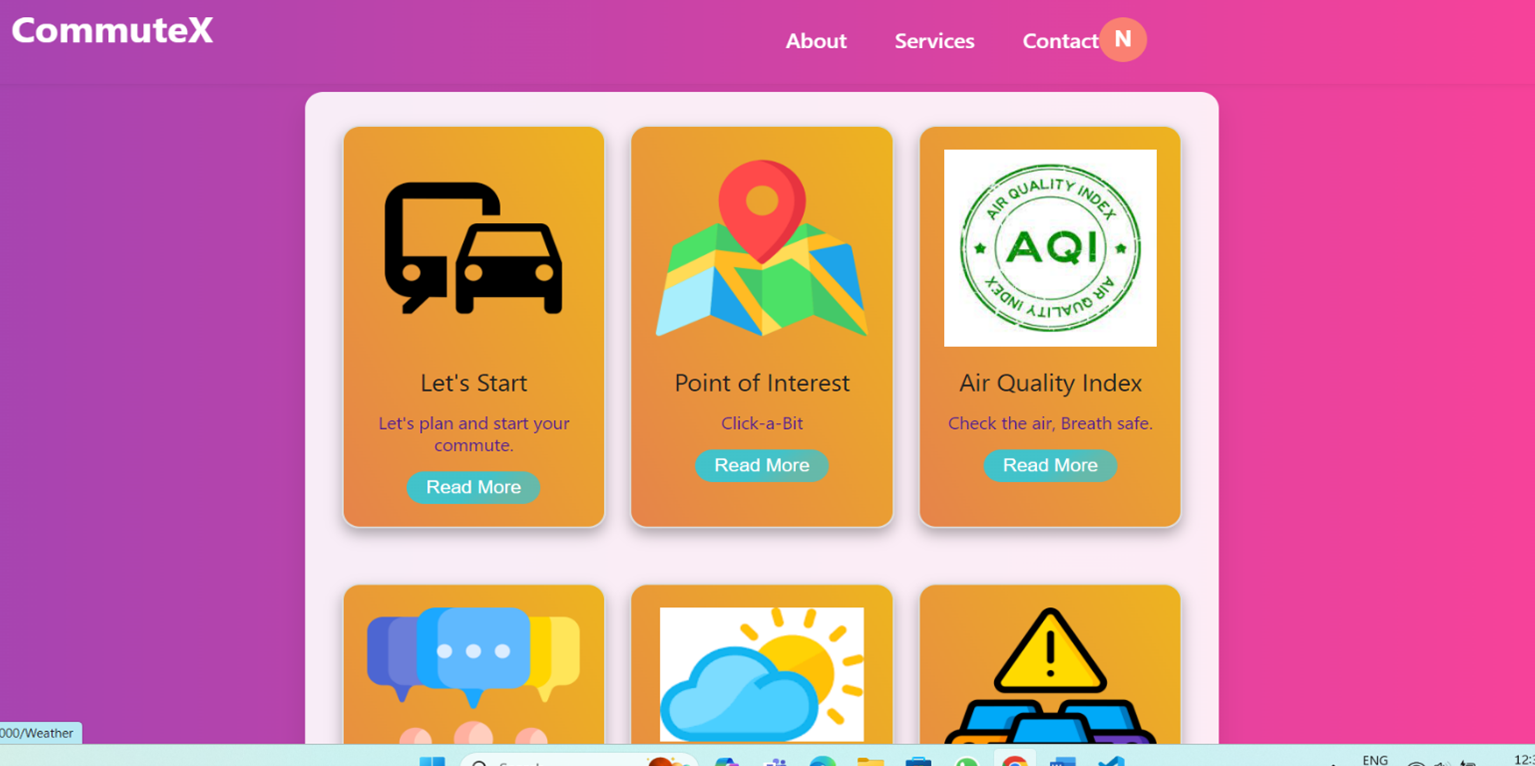 CommuteX
About
Services
Contact
N
AIR QUALITY INDEX
AQI
AIR QUALITY INDEX
Let's Start
Let's plan and start your
commute.
Read More
Point of Interest
Click-a-Bit
Read More
Air Quality Index
Check the air, Breath safe.
Read More
000/Weather
ENG